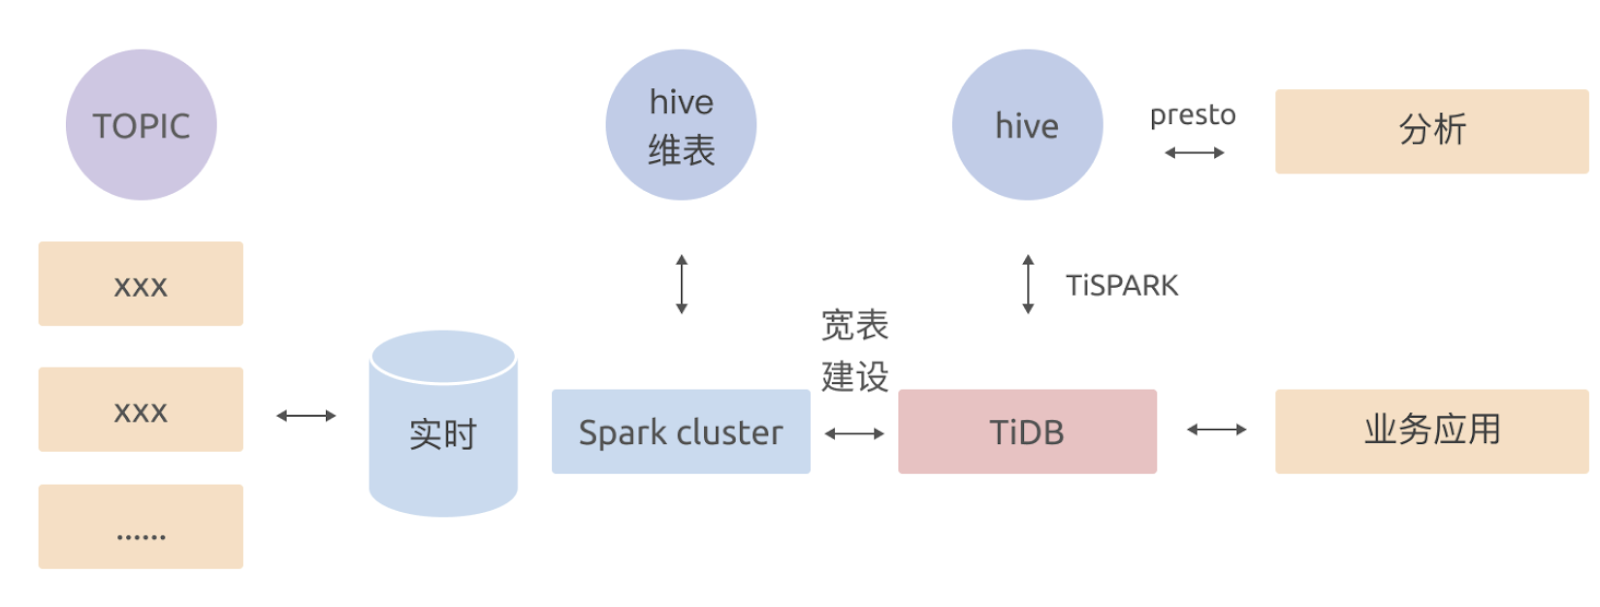 TOPIC
xxx
xxx
......
实时
hive
维表
Spark cluster
宽表
建设
hive
TiSPARK
TiDB
presto
分析
业务应用